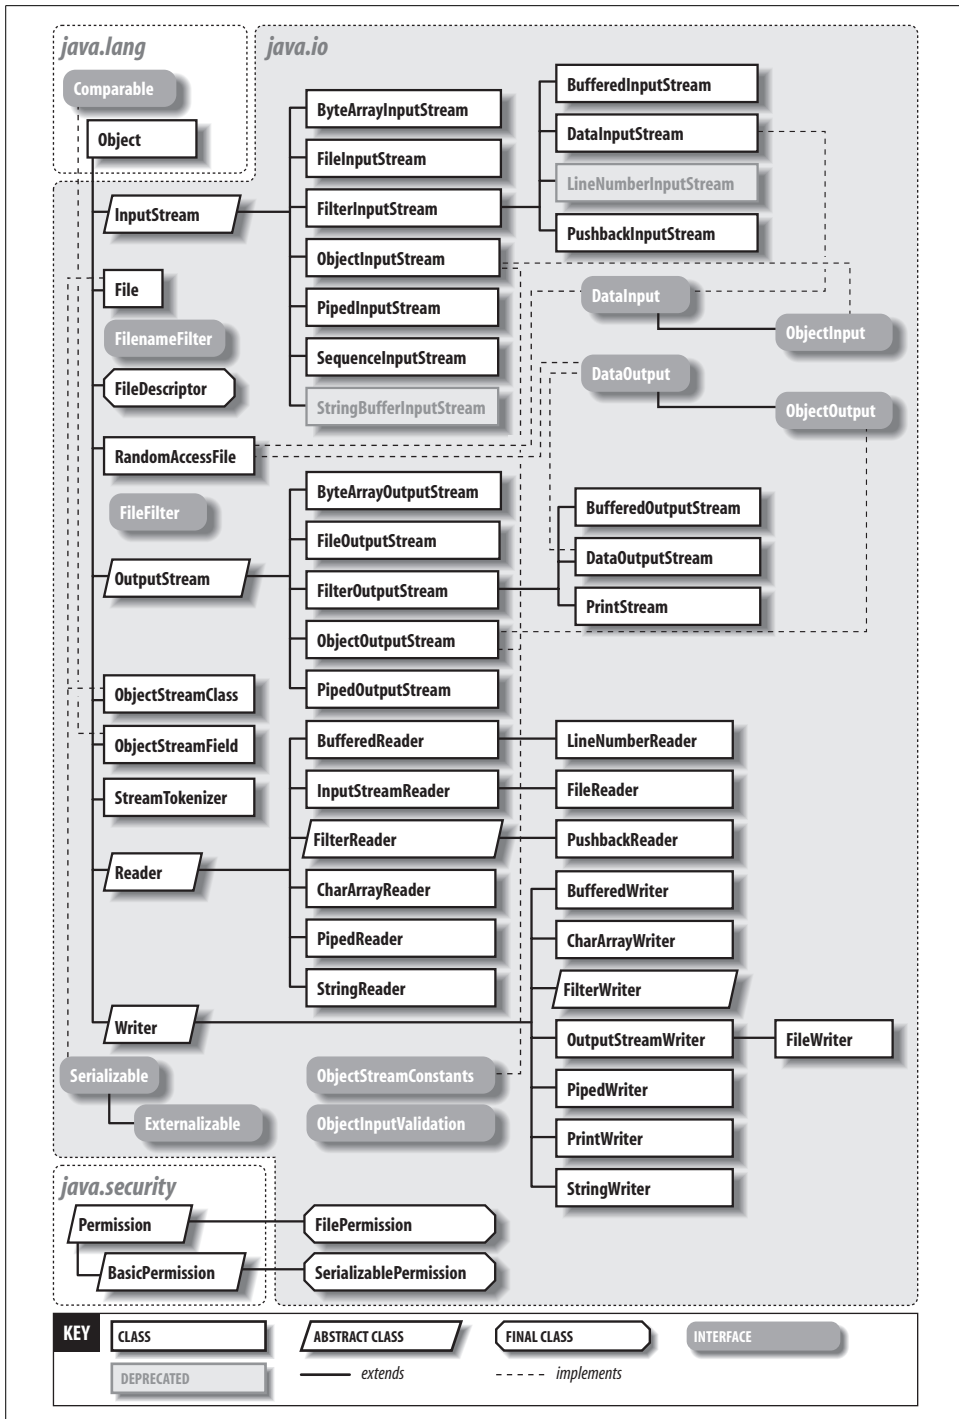 java.lang
java.io
Comparable
Object
InputStream
ByteArrayInputStream
FileInputStream
FilterInputStream
ObjectInputStream
PipedInputStream
SequenceInputStream
StringBufferInputStream
BufferedInputStream
DataInputStream
LineNumberInputStream
PushbackInputStream
File
FilenameFilter
FileDescriptor
DataInput
ObjectInput
DataOutput
ObjectOutput
RandomAccessFile
FileFilter
OutputStream
ByteArrayOutputStream
FileOutputStream
FilterOutputStream
ObjectOutputStream
PipedOutputStream
BufferedOutputStream
DataOutputStream
PrintStream
ObjectStreamClass
ObjectStreamField
StreamTokenizer
Reader
BufferedReader
InputStreamReader
FilterReader
CharArrayReader
PipedReader
StringReader
LineNumberReader
FileReader
PushbackReader
Writer
BufferedWriter
CharArrayWriter
FilterWriter
OutputStreamWriter
FileWriter
PipedWriter
PrintWriter
StringWriter
Serializable
Externalizable
ObjectStreamConstants
ObjectInputValidation
java.security
Permission
FilePermission
BasicPermission
SerializablePermission
KEY
CLASS
ABSTRACT CLASS
FINAL CLASS
INTERFACE
DEPRECATED
extends
implements